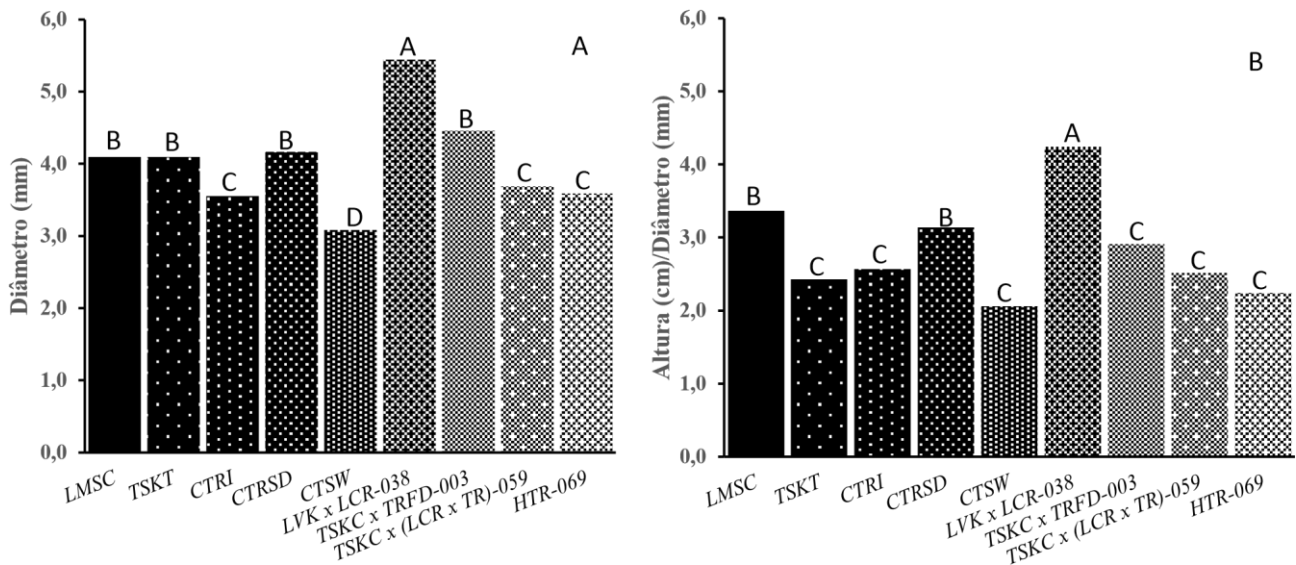 6,0
5,0
4,0
3,0
2,0
1,0
0,0
Diâmetro (mm)
A
B
B
C
B
D
A
B
C
C
LMSC
TSKT
CTRI
CTRSD
CTSW
LVK x LCR-038
TSKC x TRFD-003
TSKC x (LCR x TR)-059
HTR-069
6,0
5,0
4,0
3,0
2,0
1,0
0,0
Altura (cm)/Diâmetro (mm)
B
B
C
C
B
C
A
C
C
C
LMSC
TSKT
CTRI
CTRSD
CTSW
LVK x LCR-038
TSKC x TRFD-003
TSKC x (LCR x TR)-059
HTR-069